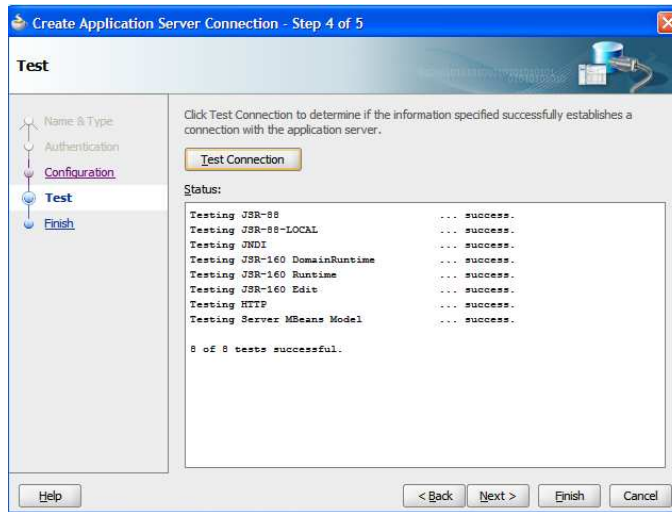 Create Application Server Connection - Step 4 of 5
Test
Name & Type
Authentication
Configuration
Test
Finish
Click Test Connection to determine if the information specified successfully establishes a
connection with the application server.
Test Connection
Status:
Testing JSR-88 ... success.
Testing JSR-88-LOCAL ... success.
Testing JNDI ... success.
Testing JSR-160 DomainRuntime ... success.
Testing JSR-160 Runtime ... success.
Testing JSR-160 Edit ... success.
Testing HTTP ... success.
Testing Server MBeans Model ... success.
8 of 8 tests successful.
Help
< Back
Next >
Finish
Cancel